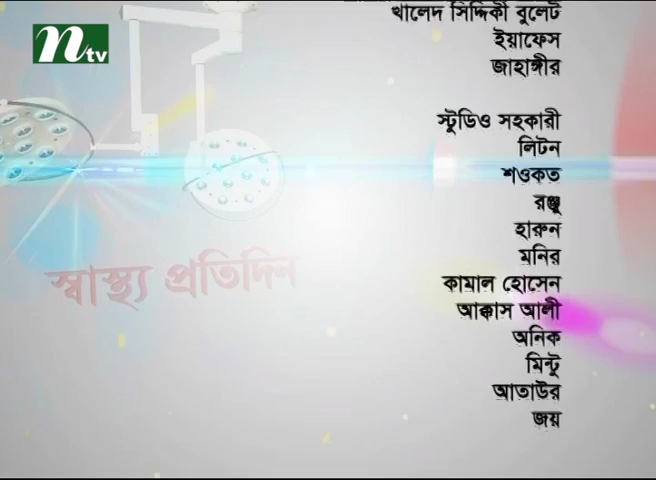 ntv
খালেদ সিদ্দিকী বুলেট
ইয়াফেস
জাহাঙ্গীর
স্টুডিও সহকারী
লিটন
শওকত
রঞ্জু
হারুন
মনির
কামাল হোসেন
আক্কাস আলী
অনিক
মিন্টু
আতাউর
জয়
স্বাস্থ্য প্রতিদিন